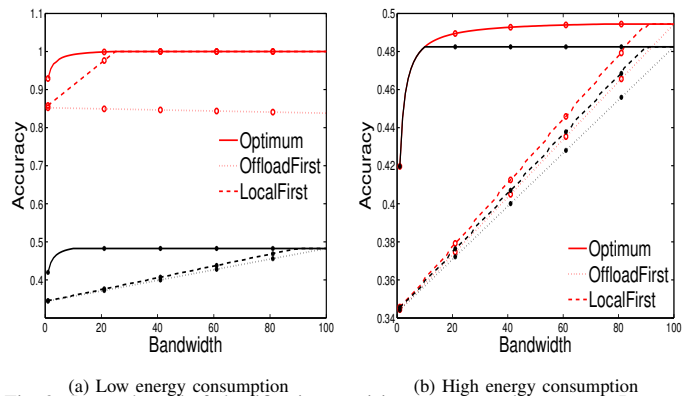 1.1
1
0.9
0.8
0.7
0.6
0.5
0.4
Accuracy
Optimum
OffloadFirst
LocalFirst
0 20 40 60 80 100
Bandwidth
(a) Low energy consumption
0.5
0.48
0.46
0.44
0.42
0.4
0.38
0.36
0.34
Accuracy
Optimum
OffloadFirst
LocalFirst
0 20 40 60 80 100
Bandwidth
(b) High energy consumption